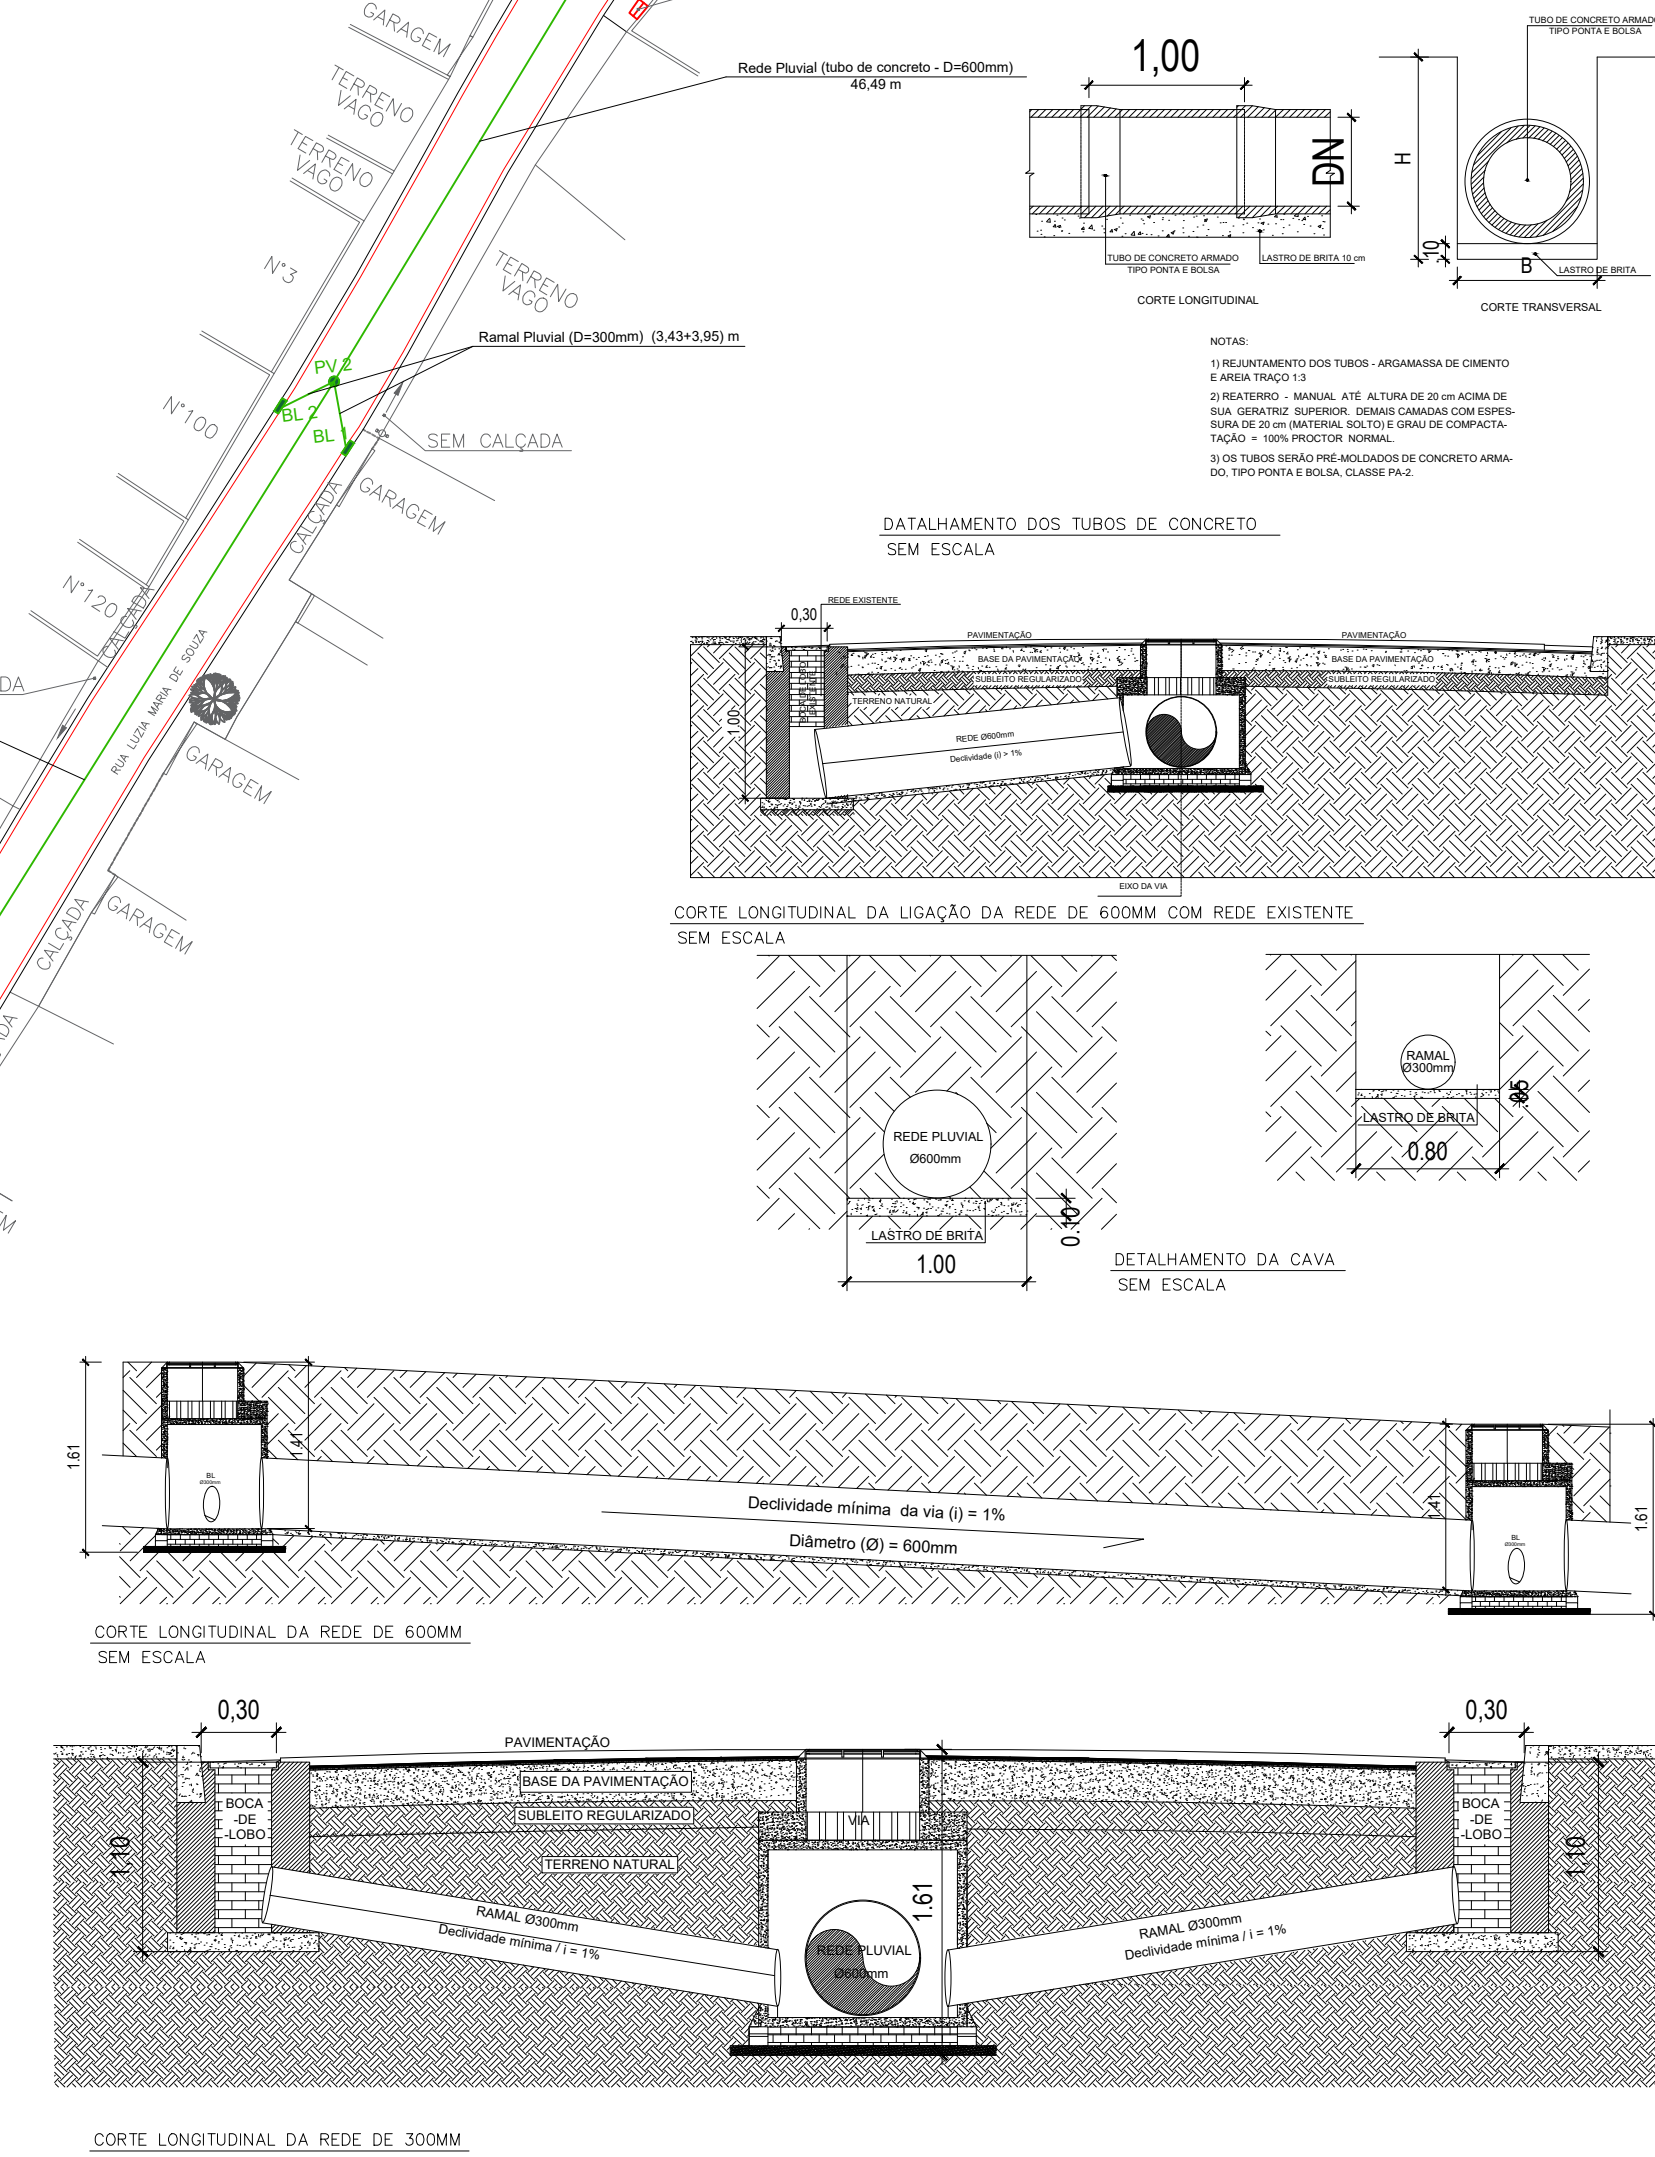 GARAGEM
TERRENO
VAGO
TERRENO
VAGO
N°3
N°100
N°120
CALÇADA
RUA LUZIA MARIA DE SOUZA
PV 2
BL 2
BL 1
TERRENO
VAGO
SEM CALÇADA
GARAGEM
CALÇADA
GARAGEM
GARAGEM
CALÇADA
Rede Pluvial (tubo de concreto - D=600mm)
46,49 m
Ramal Pluvial (D=300mm) (3,43+3,95) m
1,00
DN
TUBO DE CONCRETO ARMADO
TIPO PONTA E BOLSA
LASTRO DE BRITA 10 cm
CORTE LONGITUDINAL
TUBO DE CONCRETO ARMADO
TIPO PONTA E BOLSA
H
10
B
LASTRO DE BRITA
CORTE TRANSVERSAL
NOTAS:
1) REJUNTAMENTO DOS TUBOS - ARGAMASSA DE CIMENTO
E AREIA TRAÇO 1:3
2) REATERRO - MANUAL ATÉ ALTURA DE 20 cm ACIMA DE
SUA GERATRIZ SUPERIOR. DEMAIS CAMADAS COM ESPES-
SURA DE 20 cm (MATERIAL SOLTO) E GRAU DE COMPACTA-
TAÇÃO = 100% PROCTOR NORMAL.
3) OS TUBOS SERÃO PRÉ-MOLDADOS DE CONCRETO ARMA-
DO, TIPO PONTA E BOLSA, CLASSE PA-2.
DATALHAMENTO DOS TUBOS DE CONCRETO
SEM ESCALA
0,30
REDE EXISTENTE
PAVIMENTAÇÃO
PAVIMENTAÇÃO
BASE DA PAVIMENTAÇÃO
BASE DA PAVIMENTAÇÃO
SUBLEITO REGULARIZADO
SUBLEITO REGULARIZADO
TERRENO NATURAL
1,00
REDE Ø600mm
Declividade (i) > 1%
EIXO DA VIA
CORTE LONGITUDINAL DA LIGAÇÃO DA REDE DE 600MM COM REDE EXISTENTE
SEM ESCALA
REDE PLUVIAL
Ø600mm
LASTRO DE BRITA
0.10
1.00
RAMAL
Ø300mm
.05
LASTRO DE BRITA
0.80
DETALHAMENTO DA CAVA
SEM ESCALA
1.61
1.41
BL
Ø300mm
Declividade mínima da via (i) = 1%
Diâmetro (Ø) = 600mm
1.41
BL
Ø300mm
1.61
CORTE LONGITUDINAL DA REDE DE 600MM
SEM ESCALA
0,30
0,30
PAVIMENTAÇÃO
BASE DA PAVIMENTAÇÃO
SUBLEITO REGULARIZADO
TERRENO NATURAL
BOCA
-DE
-LOBO
1,10
VIA
1.61
BOCA
-DE
-LOBO
1,10
RAMAL Ø300mm
Declividade mínima / i = 1%
REDE PLUVIAL
Ø600mm
RAMAL Ø300mm
Declividade mínima / i = 1%
CORTE LONGITUDINAL DA REDE DE 300MM